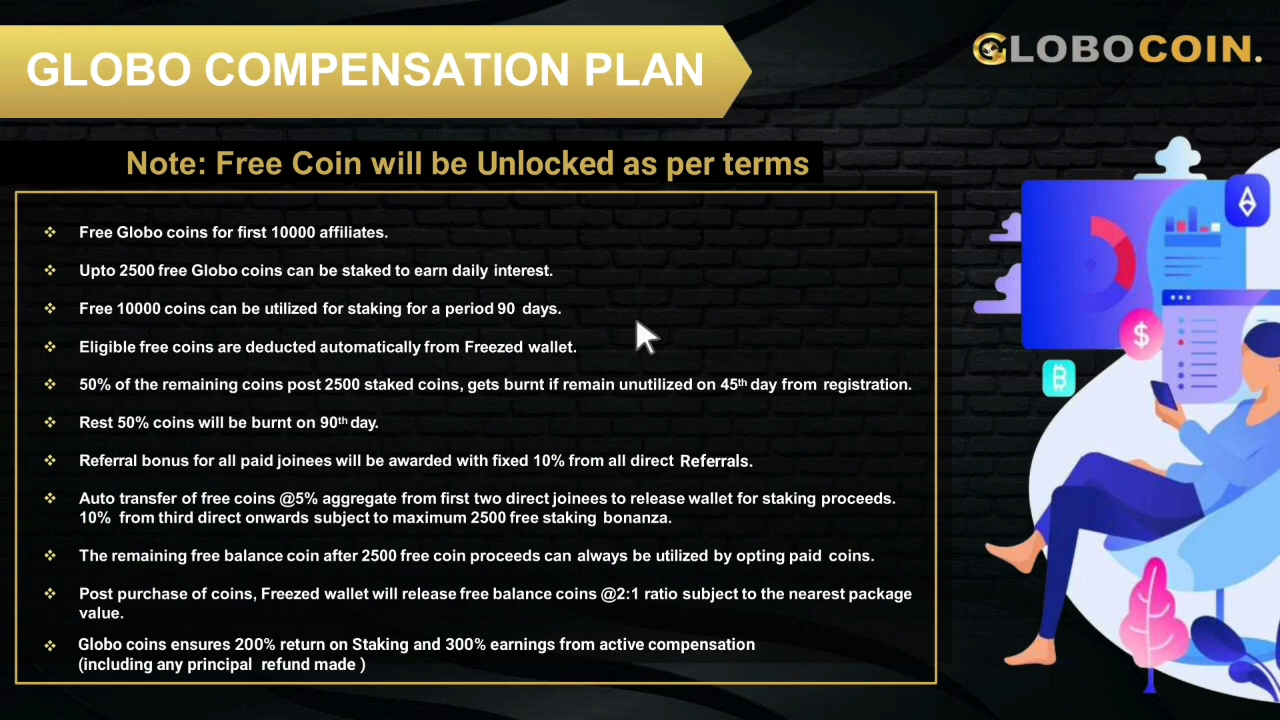 GLOBO COMPENSATION PLAN
GLOBOCOIN.
Note: Free Coin will be Unlocked as per terms
❖ Free Globo coins for first 10000 affiliates.
❖ Upto 2500 free Globo coins can be staked to earn daily interest.
❖ Free 10000 coins can be utilized for staking for a period 90 days.
❖ Eligible free coins are deducted automatically from Freezed wallet.
❖ 50% of the remaining coins post 2500 staked coins, gets burnt if remain unutilized on 45th day from registration.
❖ Rest 50% coins will be burnt on 90th day.
❖ Referral bonus for all paid joinees will be awarded with fixed 10% from all direct Referrals.
❖ Auto transfer of free coins @5% aggregate from first two direct joinees to release wallet for staking proceeds.
10% from third direct onwards subject to maximum 2500 free staking bonanza.
❖ The remaining free balance coin after 2500 free coin proceeds can always be utilized by opting paid coins.
❖ Post purchase of coins, Freezed wallet will release free balance coins @2:1 ratio subject to the nearest package
value.
❖ Globo coins ensures 200% return on Staking and 300% earnings from active compensation
(including any principal refund made )